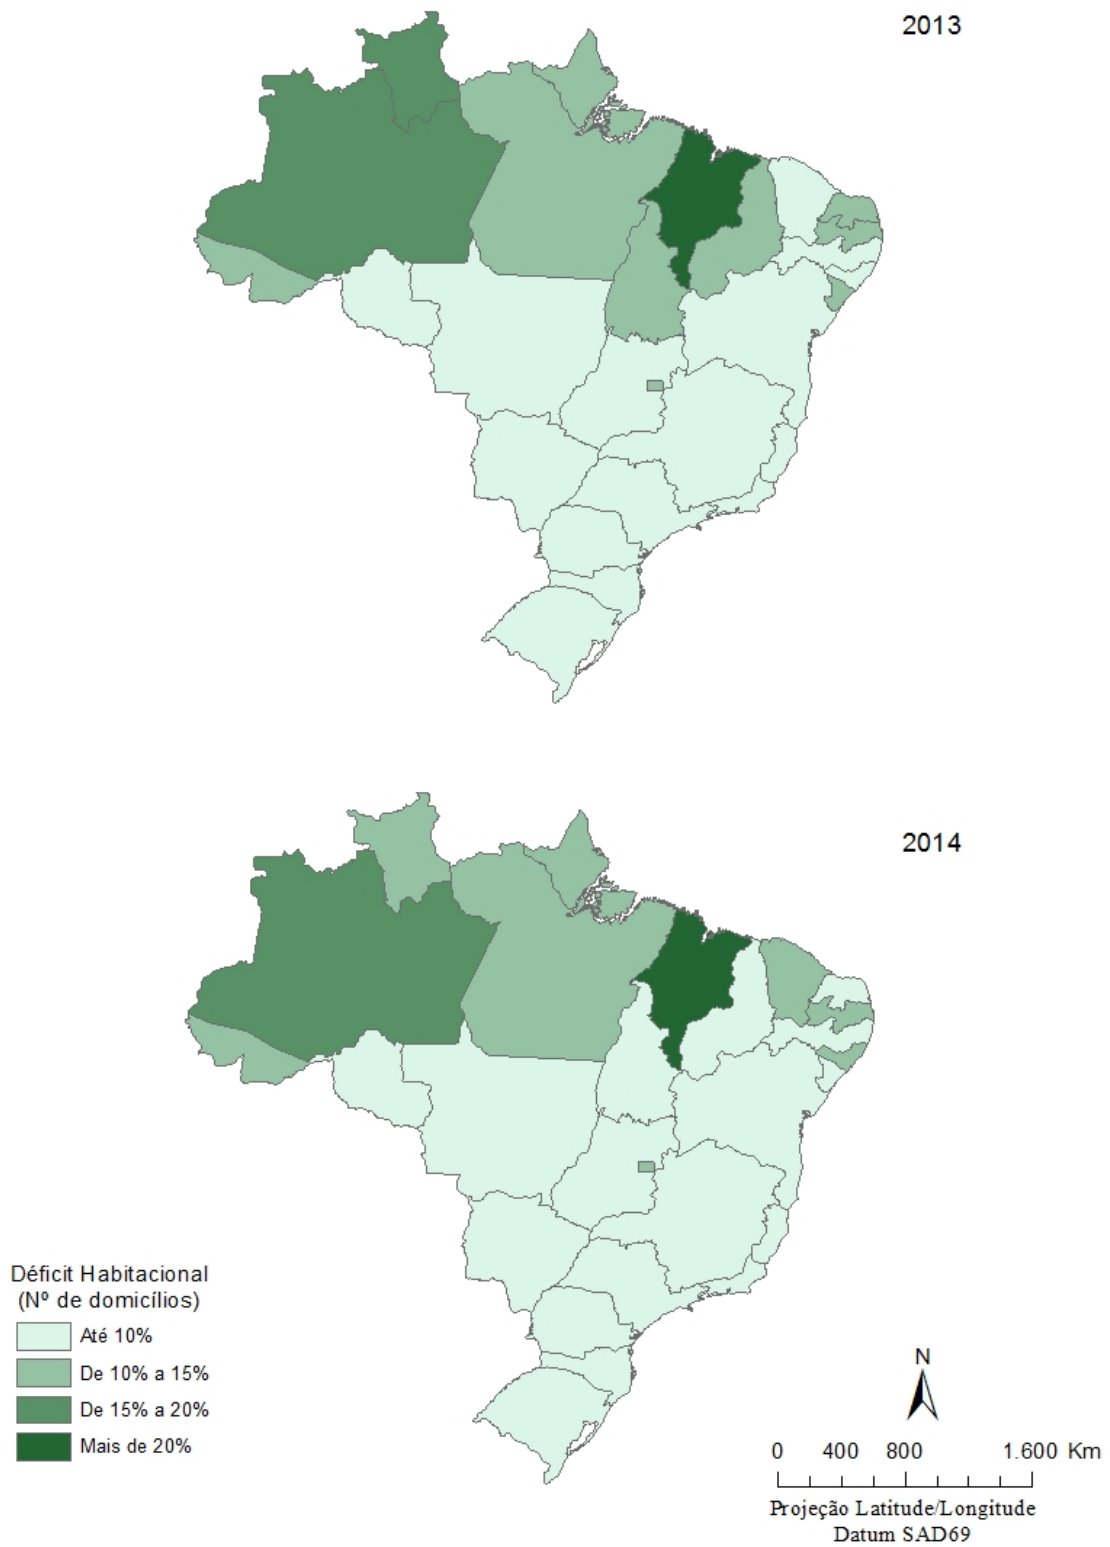 2013
2014
Déficit Habitacional
(Nº de domicílios)
Até 10%
De 10% a 15%
De 15% a 20%
Mais de 20%
N
0 400 800 1.600 Km
Projeção Latitude/Longitude
Datum SAD69